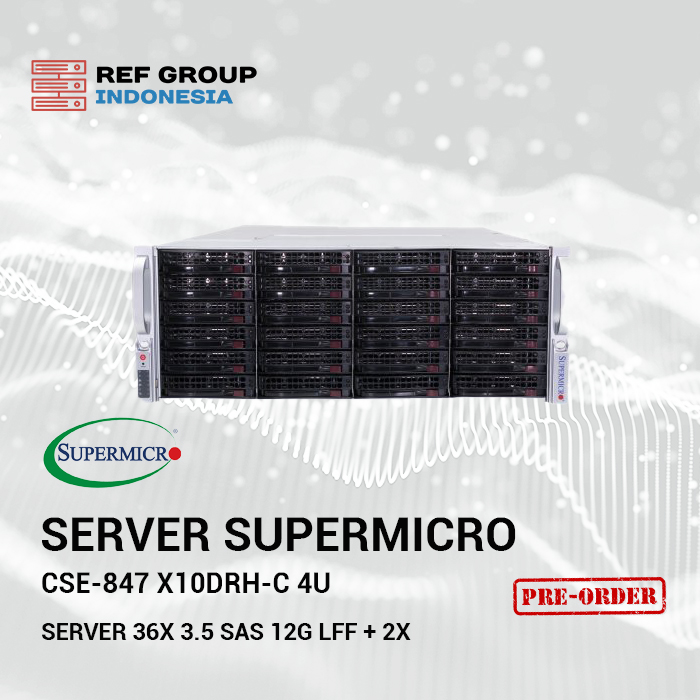 REF GROUP
INDONESIA
SUPERMICRO
SUPERMICRO
®
SERVER SUPERMICRO
CSE-847 X10DRH-C 4U
PRE-ORDER
SERVER 36X 3.5 SAS 12G LFF + 2X